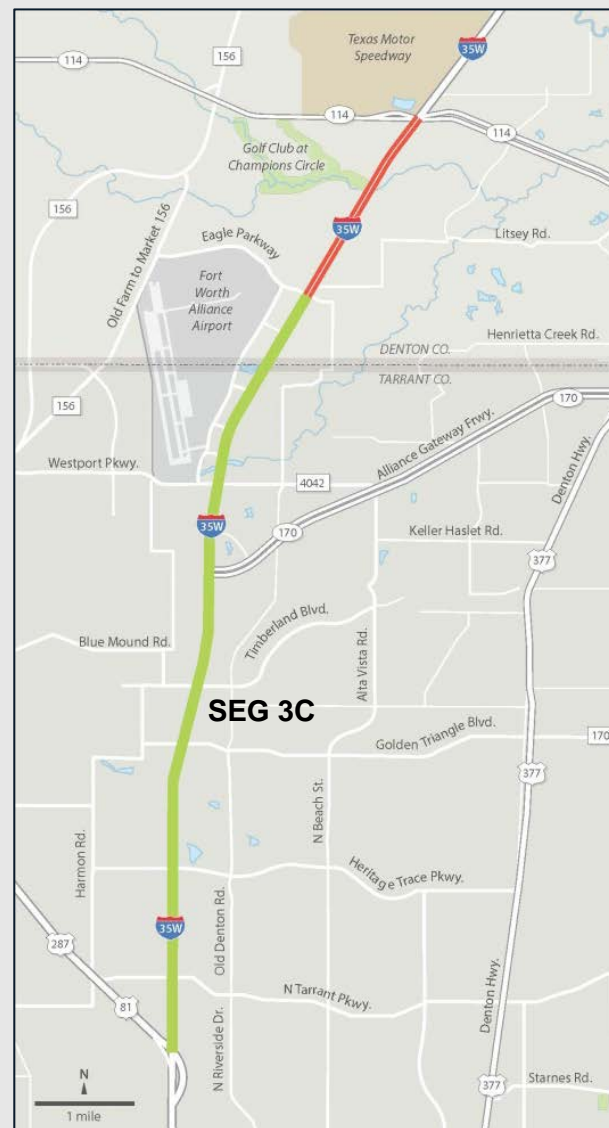 Texas Motor
Speedway
35W
156
114
114
114
Golf Club at
Champions Circle
156
35W
Litsey Rd.
Eagle Parkway
Old Farm to Market 156
Fort
Worth
Alliance
Airport
Henrietta Creek Rd.
DENTON CO.
TARRANT CO.
156
170
Alliance Gateway Frwy.
Denton Hwy.
Westport Pkwy.
4042
35W
170
Keller Haslet Rd.
377
Timberland Blvd.
Blue Mound Rd.
Alta Vista Rd.
SEG 3C
Golden Triangle Blvd.
170
377
N Beach St.
Harmon Rd.
Heritage Trace Pkwy.
Old Denton Rd.
35W
287
81
N Tarrant Pkwy.
Denton Hwy.
N Riverside Dr.
N
1 mile
377
Starnes Rd.